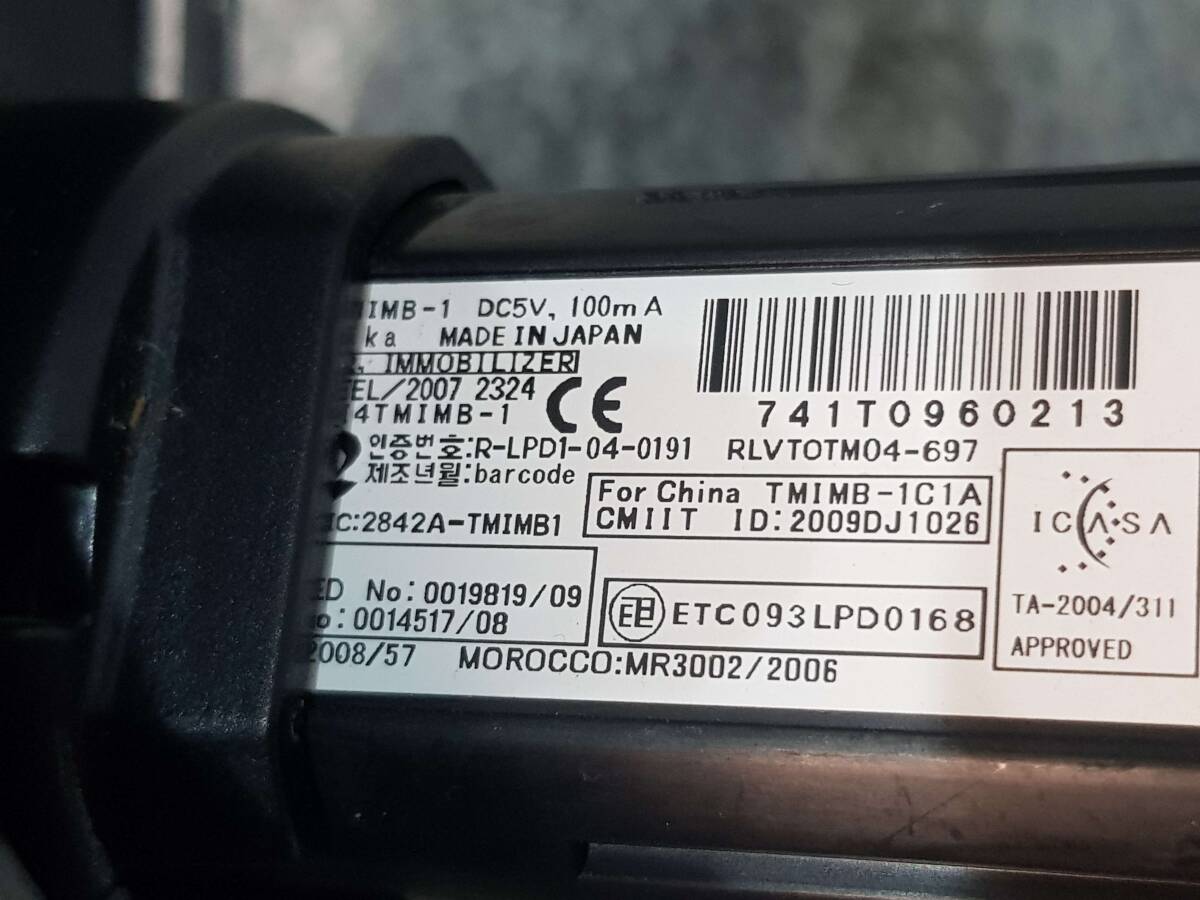 IMB-1 DC5V, 100mA
ka MADE IN JAPAN
IMMOBILIZER
EL/2007 2324
4TMIMB-1
CE
741T0960213
인증번호:R-LPD1-04-0191 RLVTOTM04-697
제조년월:barcode
For China TMIMB-1C1A
CMIIT ID:2009DJ1026
IC:2842A-TMIMB1
ICASA
TA-2004/311
APPROVED
ED No:0019819/09
No:0014517/08
ETC093LPD0168
2008/57 MOROCCO:MR3002/2006